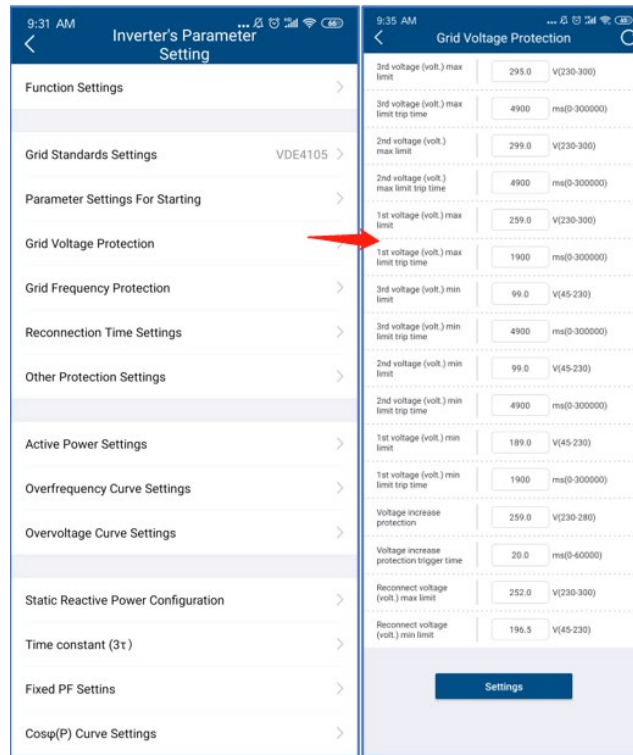 9:31 AM
...
66
Inverter's Parameter
Setting
Function Settings
Grid Standards Settings VDE4105
Parameter Settings For Starting
Grid Voltage Protection
Grid Frequency Protection
Reconnection Time Settings
Other Protection Settings
Active Power Settings
Overfrequency Curve Settings
Overvoltage Curve Settings
Static Reactive Power Configuration
Time constant (3τ)
Fixed PF Settins
Cosφ(P) Curve Settings
9:35 AM
...
Grid Voltage Protection
3rd voltage (volt.) max
limit
295.0 V(230-300)
3rd voltage (volt.) max
limit trip time
4900 ms(0-300000)
2nd voltage (volt.)
max limit
299.0 V(230-300)
2nd voltage (volt.)
max limit trip time
4900 ms(0-300000)
1st voltage (volt.) max
limit
259.0 V(230-300)
1st voltage (volt.) max
limit trip time
1900 ms(0-300000)
3rd voltage (volt.) min
limit
99.0 V(45-230)
3rd voltage (volt.) min
limit trip time
4900 ms(0-300000)
2nd voltage (volt.) min
limit
99.0 V(45-230)
2nd voltage (volt.) min
limit trip time
4900 ms(0-300000)
1st voltage (volt.) min
limit
189.0 V(45-230)
1st voltage (volt.) min
limit trip time
1900 ms(0-300000)
Voltage increase
protection
259.0 V(230-280)
Voltage increase
protection trigger time
20.0 ms(0-60000)
Reconnect voltage
(volt.) max limit
252.0 V(230-300)
Reconnect voltage
(volt.) min limit
196.5 V(45-230)
Settings